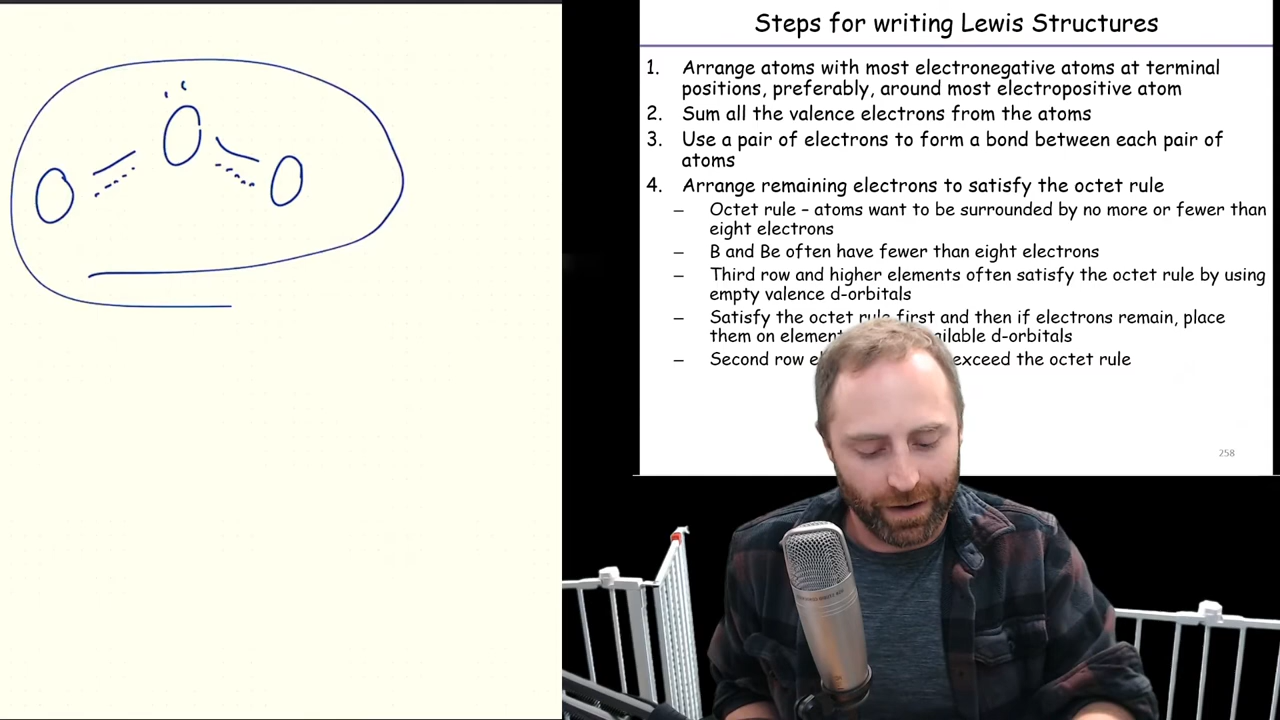 O O O
Steps for writing Lewis Structures
1. Arrange atoms with most electronegative atoms at terminal
positions, preferably, around most electropositive atom
2. Sum all the valence electrons from the atoms
3. Use a pair of electrons to form a bond between each pair of
atoms
4. Arrange remaining electrons to satisfy the octet rule
– Octet rule – atoms want to be surrounded by no more or fewer than
eight electrons
– B and Be often have fewer than eight electrons
– Third row and higher elements often satisfy the octet rule by using
empty valence d-orbitals
– Satisfy the octet rule first and then if electrons remain, place
them on d-orbitals
– Second row exceed the octet rule
258